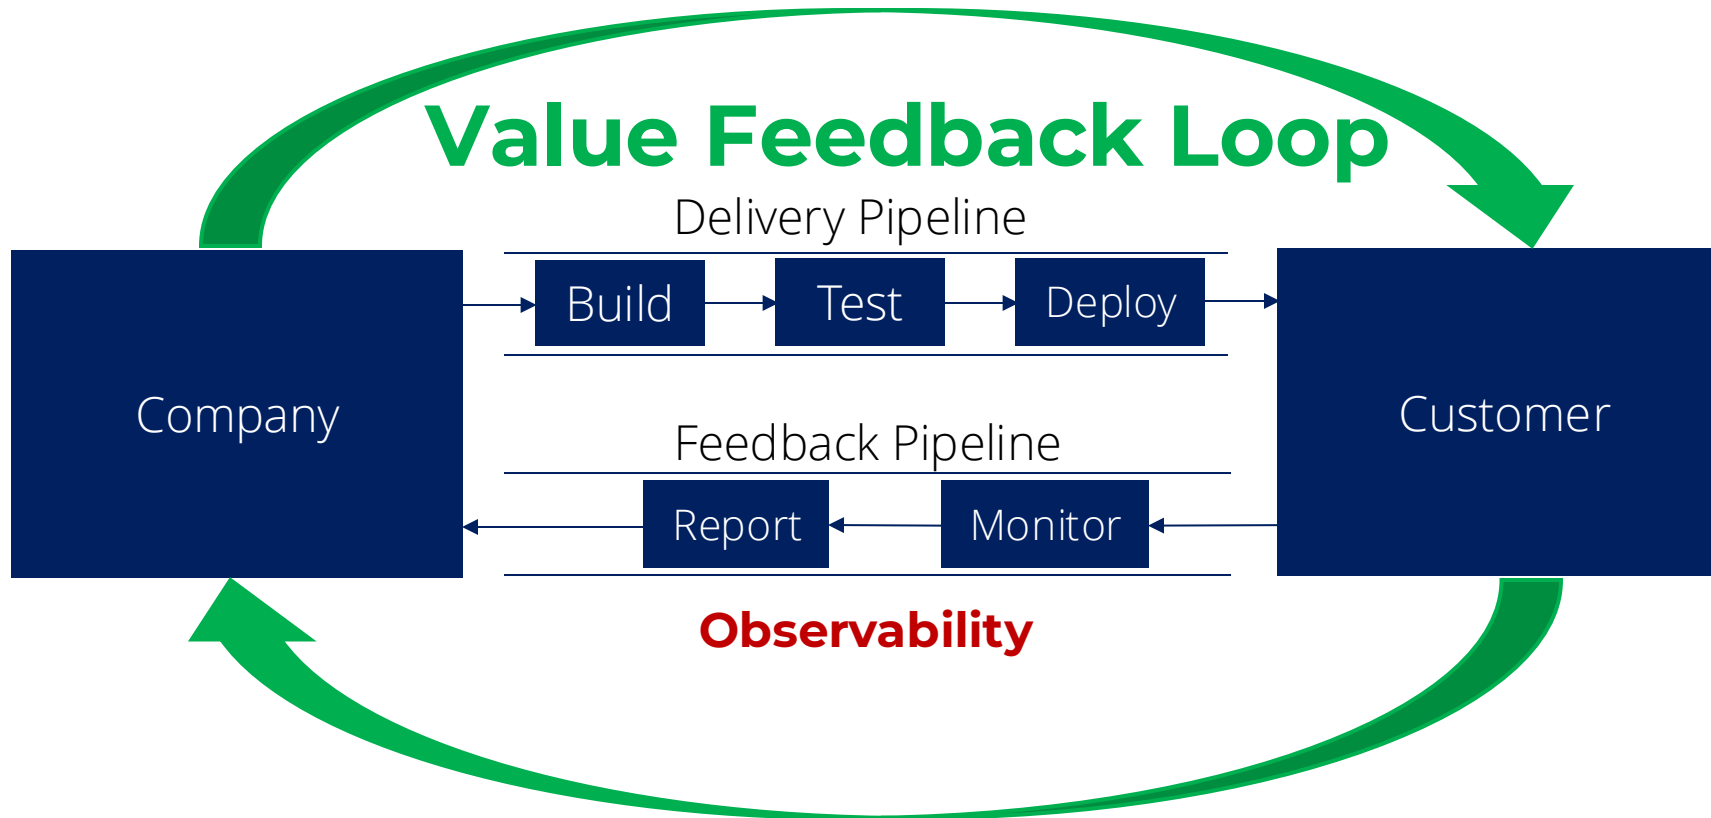 Value Feedback Loop
Delivery Pipeline
Build
Test
Deploy
Company
Customer
Feedback Pipeline
Report
Monitor
Observability